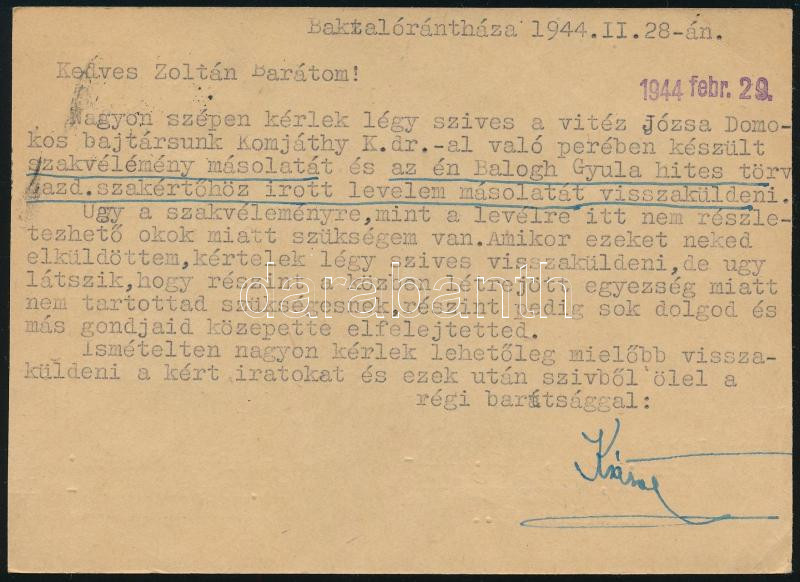 Baktalórántháza 1944.II.28-án.
Kedves Zoltán Barátom!
1944 febr. 29.
Nagyon szépen kérlek légy szives a vitéz Józsa Domo-
kos bajtársunk Komjáthy K.dr.-al való perében készült
szakvélémény másolatát és az én Balogh Gyula hites törv
gazd.szakértőhöz irott levelem másolatát visszaküldeni.
Ugy a szakvéleményre,mint a levélre itt nem részle-
tezhető okok miatt szükségem van.Amikor ezeket neked
elküldöttem,kértelek légy szives visszaküldeni,de ugy
látszik,hogy részint a közben létrejött egyezség miatt
nem tartottad szükségesnek,részint pedig sok dolgod és
más gondjaid közepette elfelejtetted.
Ismételten nagyon kérlek lehetőleg mielőbb vissza-
küldeni a kért iratokat és ezek után szivből ölel a
régi barátsággal:
darabanth